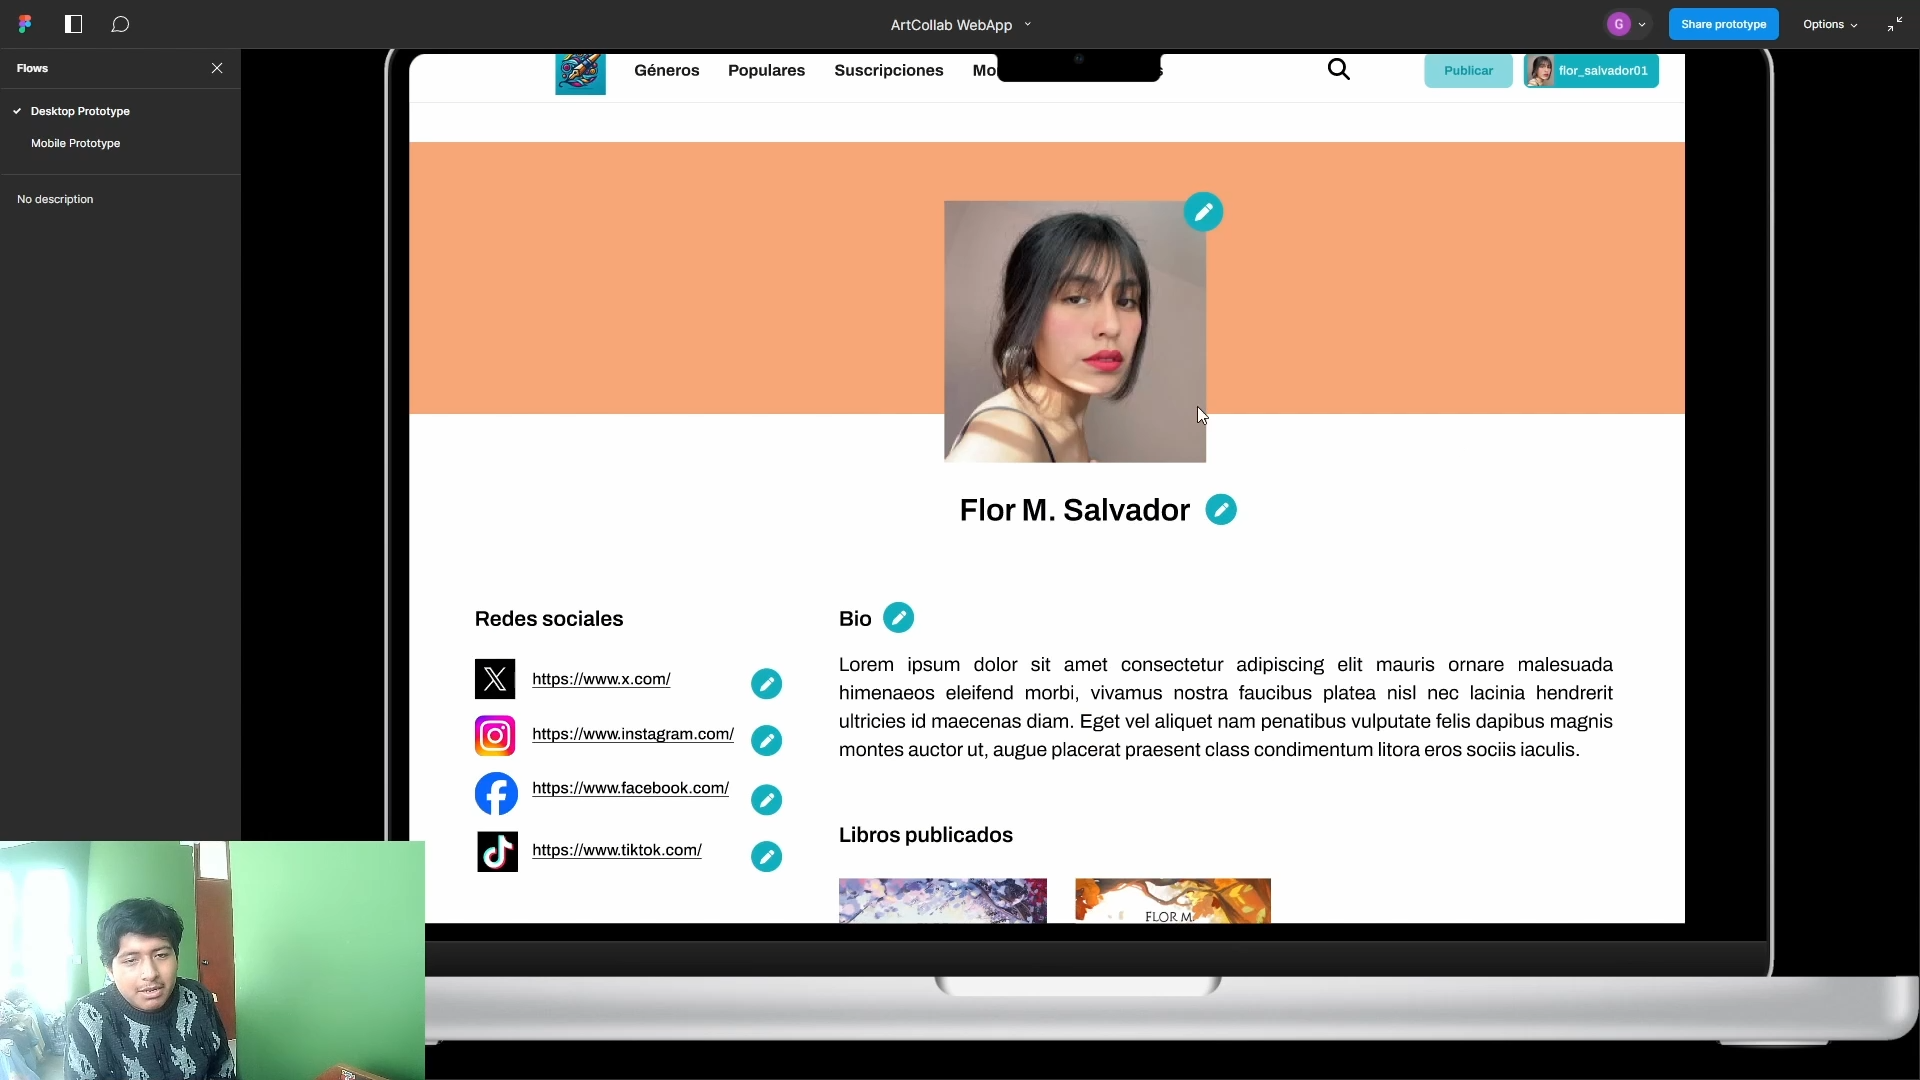 ArtCollab WebApp
G
Share prototype
Options
Flows
Desktop Prototype
Mobile Prototype
No description
Géneros
Populares
Suscripciones
Mo
s
Publicar
flor_salvador01
Flor M. Salvador
Redes sociales
https://www.x.com/
https://www.instagram.com/
https://www.facebook.com/
https://www.tiktok.com/
Bio
Lorem ipsum dolor sit amet consectetur adipiscing elit mauris ornare malesuada
himenaeos eleifend morbi, vivamus nostra faucibus platea nisl nec lacinia hendrerit
ultricies id maecenas diam. Eget vel aliquet nam penatibus vulputate felis dapibus magnis
montes auctor ut, augue placerat praesent class condimentum litora eros sociis iaculis.
Libros publicados
FLOR M.